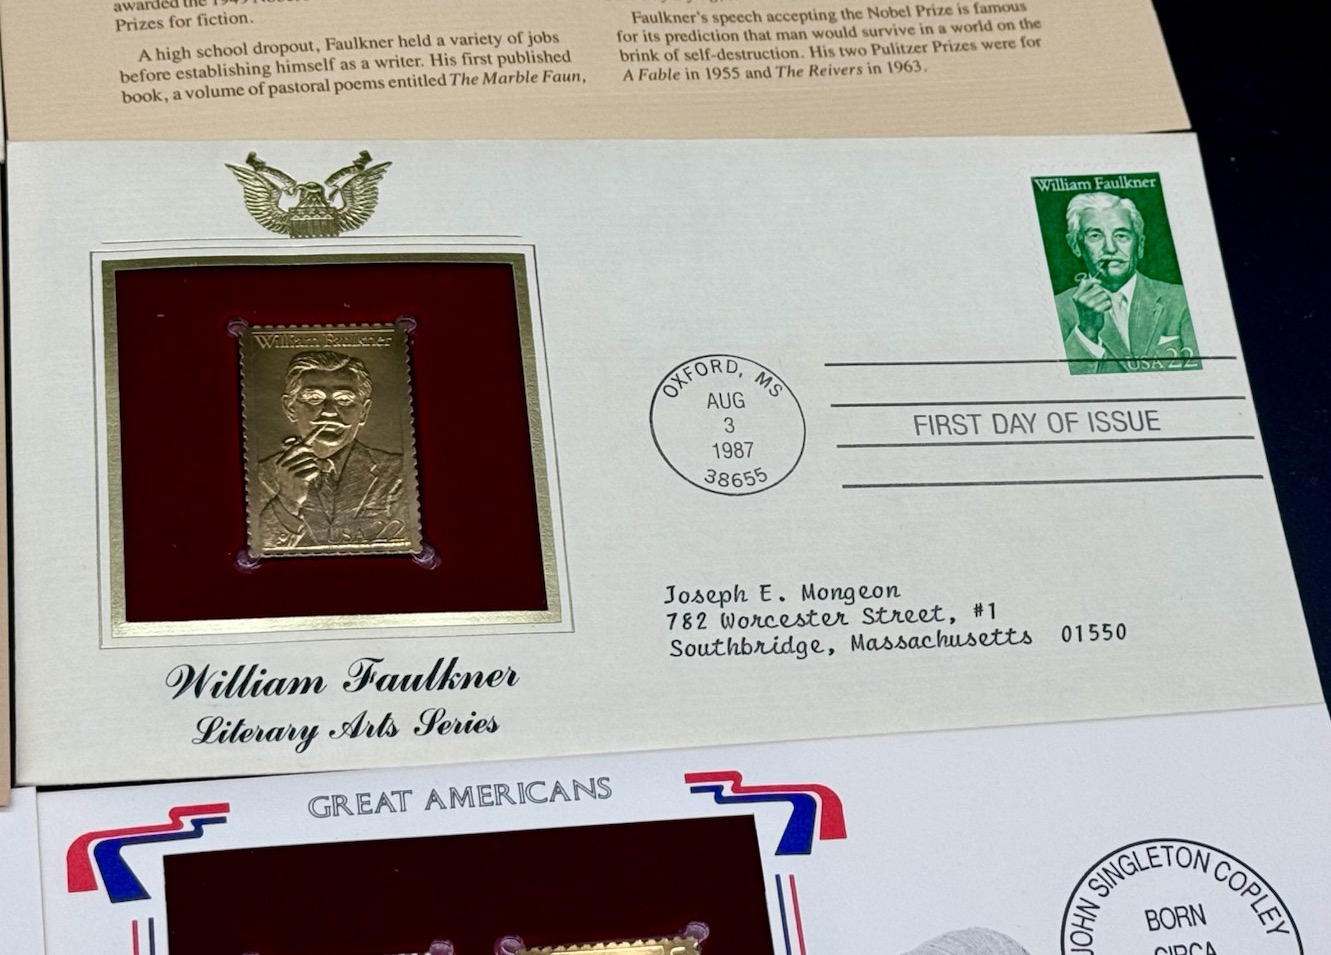 awarded the 1949
Prizes for fiction.
A high school dropout, Faulkner held a variety of jobs
before establishing himself as a writer. His first published
book, a volume of pastoral poems entitled The Marble Faun,
Faulkner's speech accepting the Nobel Prize is famous
for its prediction that man would survive in a world on the
brink of self-destruction. His two Pulitzer Prizes were for
A Fable in 1955 and The Reivers in 1963.
William Faulkner
USA 22
William Faulkner
USA 22
OXFORD, MS
AUG
3
1987
38655
FIRST DAY OF ISSUE
Joseph E. Mongeon
782 Worcester Street, #1
Southbridge, Massachusetts 01550
William Faulkner
Literary Arts Series
GREAT AMERICANS
JOHN SINGLETON COPLEY
BORN
CIRCA